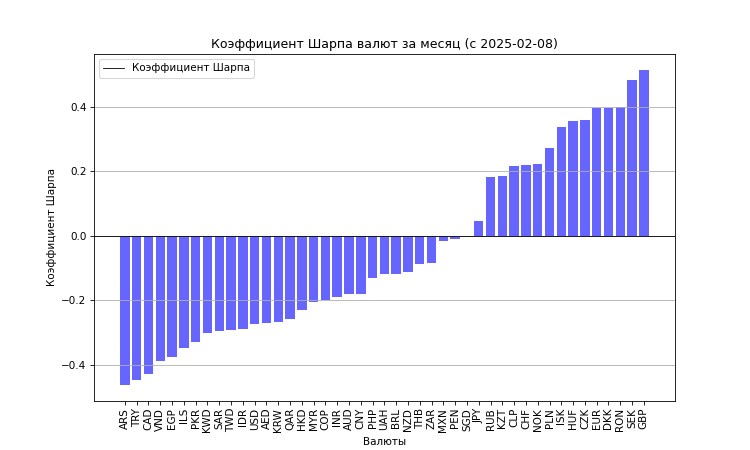 Коэффициент Шарпа валют за месяц (с 2025-02-08)
Коэффициент Шарпа
Коэффициент Шарпа
0.4
0.2
0.0
−0.2
−0.4
ARS TRY CAD VND EGP ILS PKR KWD SAR TWD IDR USD AED KRW QAR HKD MYR COP INR AUD CNY PHP UAH BRL NZD THB ZAR MXN PEN SGD JPY RUB KZT CLP CHF NOK PLN ISK HUF CZK EUR DKK RON SEK GBP
Валюты